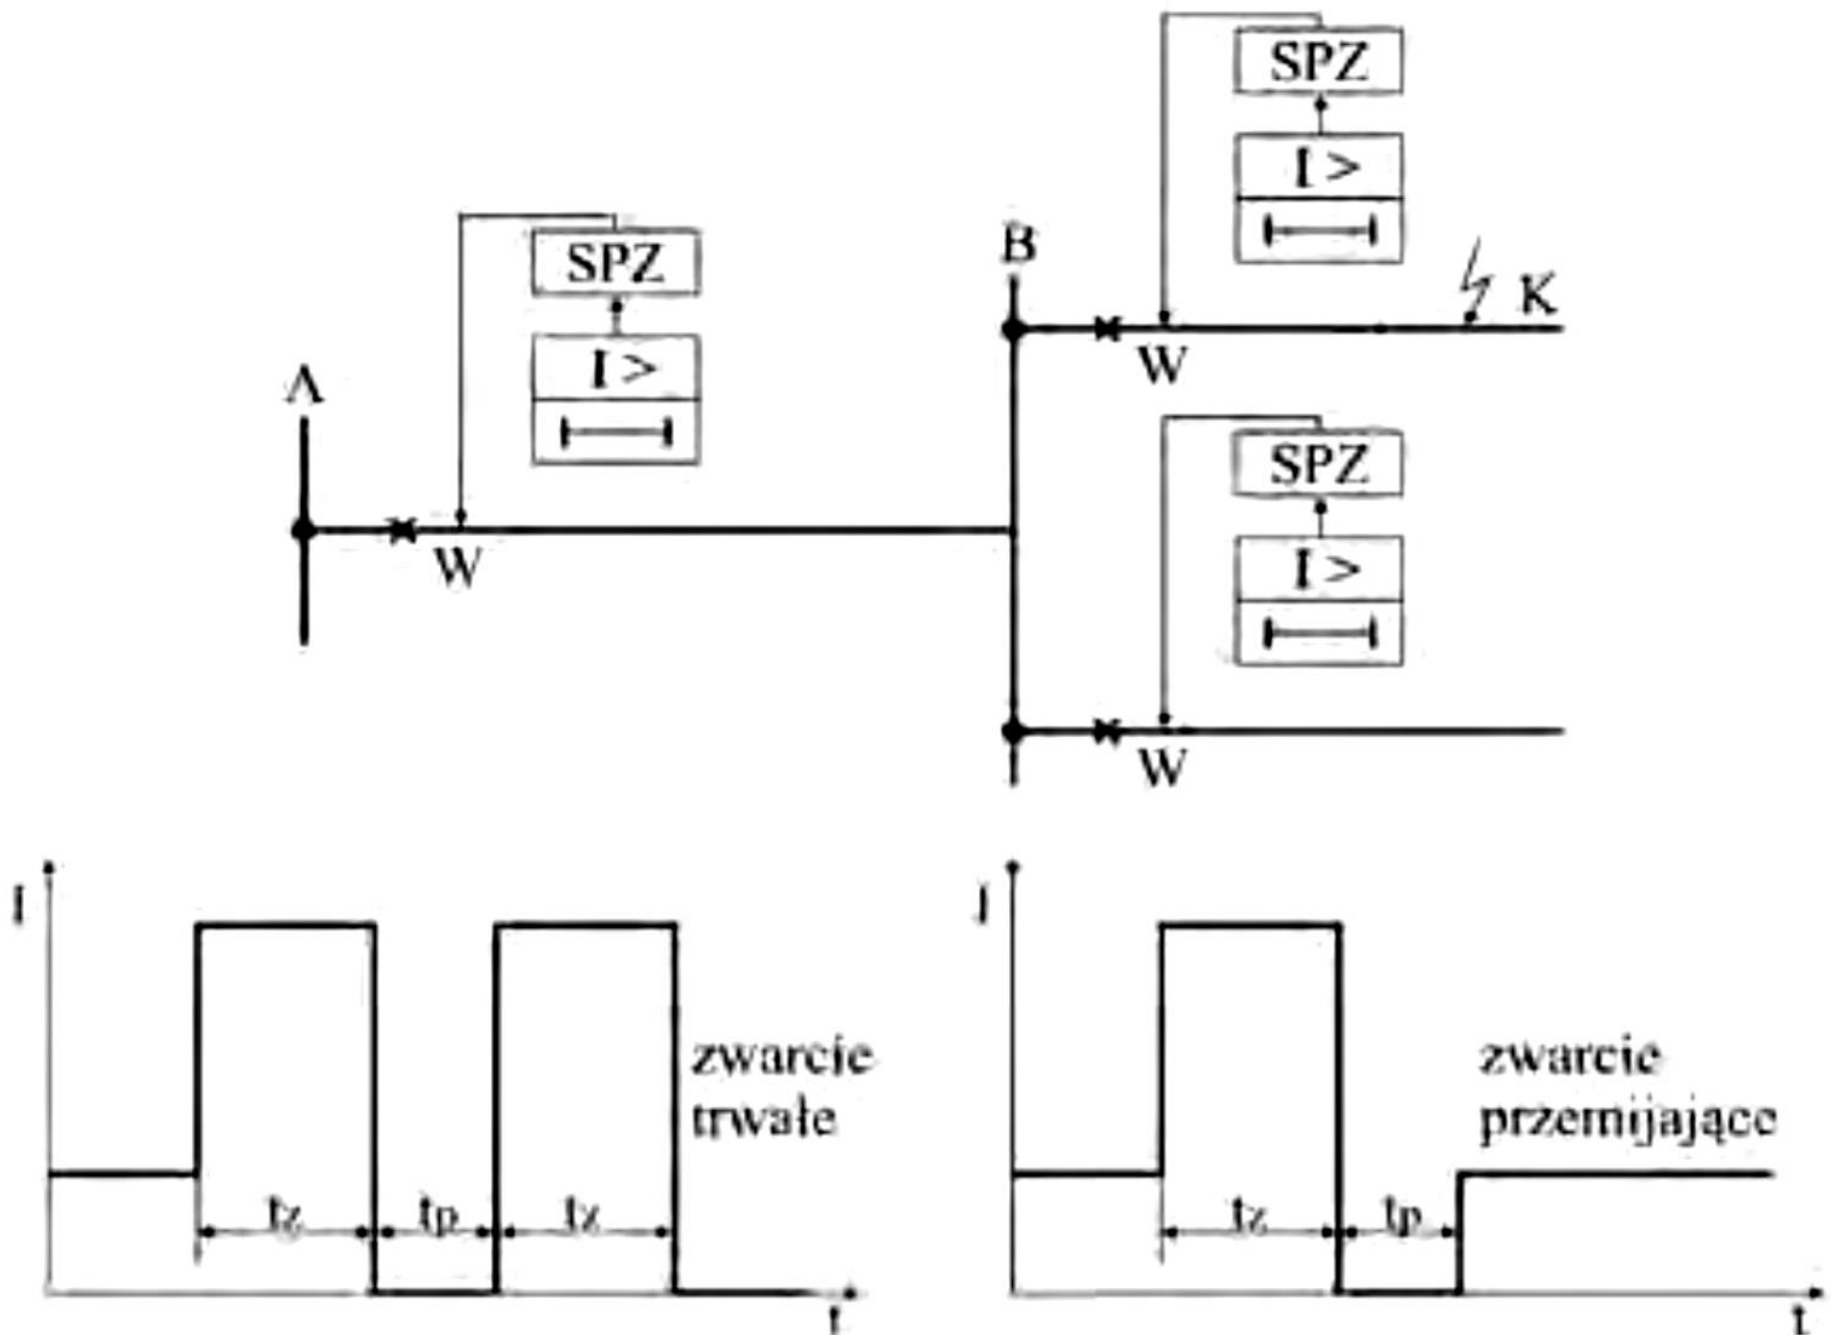 SPZ
I >
B
K
W
SPZ
I >
A
W
SPZ
I >
W
I
zwarcie
trwałe
tz
tp
tz
t
I
zwarcie
przemijające
tz
tp
t